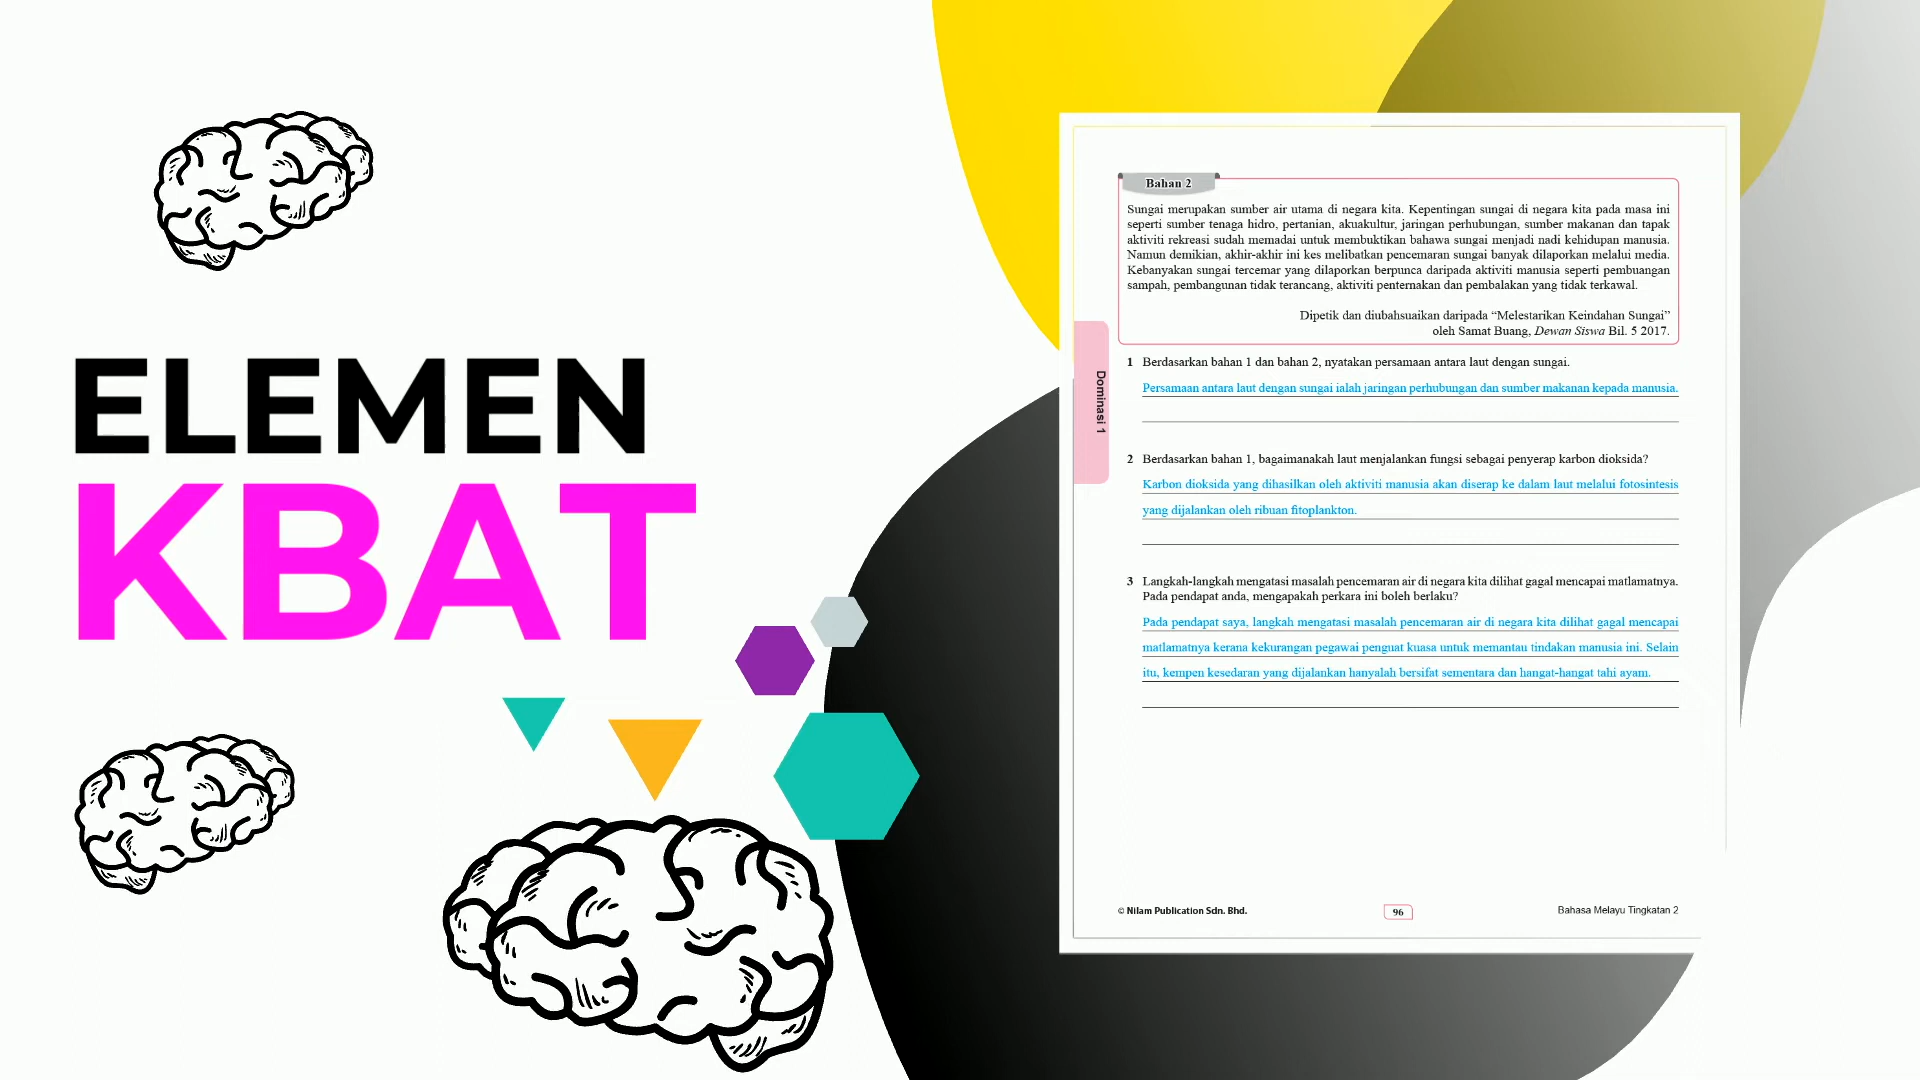 ELEMEN
KBAT
Bahan 2
Sungai merupakan sumber air utama di negara kita. Kepentingan sungai di negara kita pada masa ini
seperti sumber tenaga hidro, pertanian, akuakultur, jaringan perhubungan, sumber makanan dan tapak
aktiviti rekreasi sudah memadai untuk membuktikan bahawa sungai menjadi nadi kehidupan manusia.
Namun demikian, akhir-akhir ini kes melibatkan pencemaran sungai banyak dilaporkan melalui media.
Kebanyakan sungai tercemar yang dilaporkan berpunca daripada aktiviti manusia seperti pembuangan
sampah, pembangunan tidak terancang, aktiviti penternakan dan pembalakan yang tidak terkawal.
Dipetik dan diubahsuaikan daripada “Melestarikan Keindahan Sungai”
oleh Samat Buang, Dewan Siswa Bil. 5 2017.
Dominasi 1
1 Berdasarkan bahan 1 dan bahan 2, nyatakan persamaan antara laut dengan sungai.
Persamaan antara laut dengan sungai ialah jaringan perhubungan dan sumber makanan kepada manusia.
2 Berdasarkan bahan 1, bagaimanakah laut menjalankan fungsi sebagai penyerap karbon dioksida?
Karbon dioksida yang dihasilkan oleh aktiviti manusia akan diserap ke dalam laut melalui fotosintesis
yang dijalankan oleh ribuan fitoplankton.
3 Langkah-langkah mengatasi masalah pencemaran air di negara kita dilihat gagal mencapai matlamatnya.
Pada pendapat anda, mengapakah perkara ini boleh berlaku?
Pada pendapat saya, langkah mengatasi masalah pencemaran air di negara kita dilihat gagal mencapai
matlamatnya kerana kekurangan pegawai penguat kuasa untuk memantau tindakan manusia ini. Selain
itu, kempen kesedaran yang dijalankan hanyalah bersifat sementara dan hangat-hangat tahi ayam.
© Nilam Publication Sdn. Bhd.
96
Bahasa Melayu Tingkatan 2